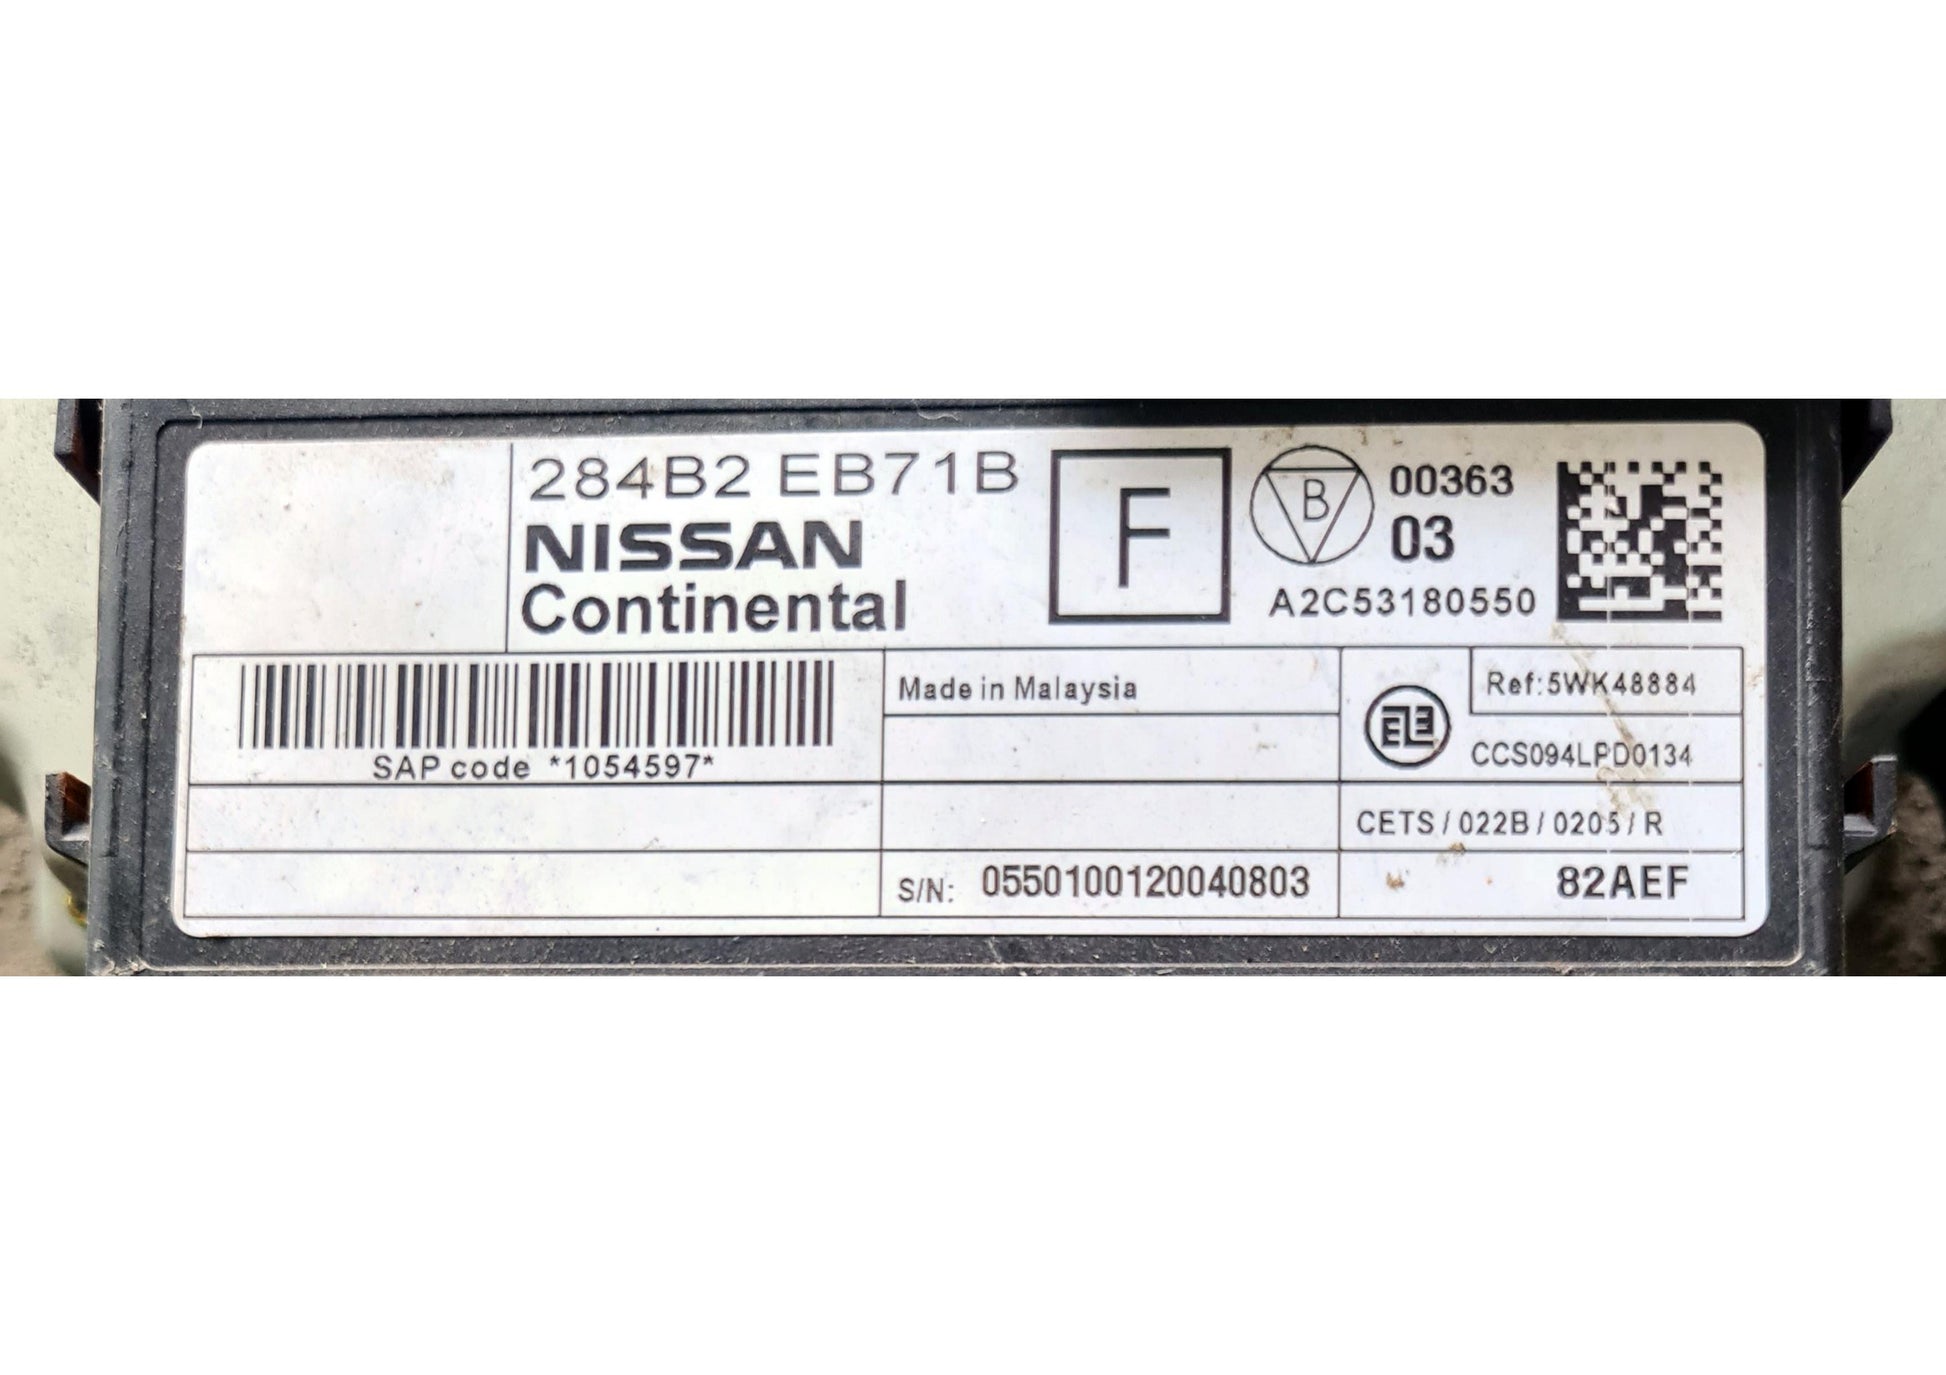 284B2 EB71B
NISSAN
Continental
F
B
00363
03
A2C53180550
SAP code *1054597*
Made in Malaysia
Ref:5WK48884
CCS094LPD0134
CETS/022B/0205/R
S/N: 0550100120040803
82AEF